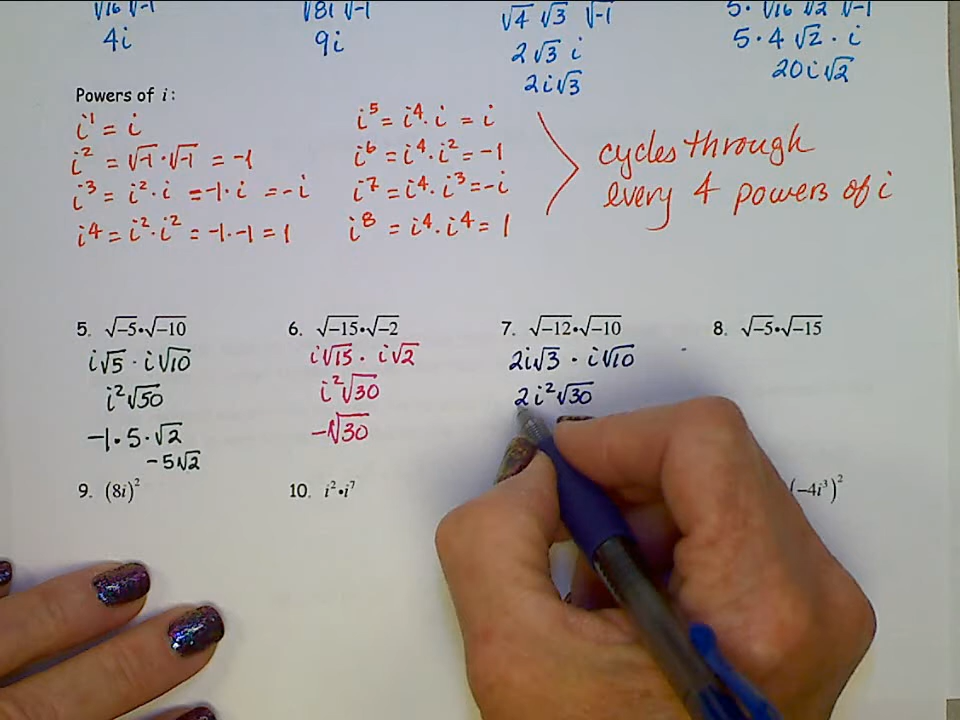 √16 √-1 √81 √-1 √4 √3 √-1 5· √16 √2 √-1
4i 9i 2√3 i 5·4 √2 · i
2i√3 20i√2
Powers of i:
i¹ = i i⁵ = i⁴·i = i
i² = √-1·√-1 = -1 i⁶ = i⁴·i² = -1
i³ = i²·i = -1·i = -i i⁷ = i⁴·i³ = -i
i⁴ = i²·i² = -1·-1 = 1 i⁸ = i⁴·i⁴ = 1
cycles through
every 4 powers of i
5. √-5•√-10 6. √-15•√-2 7. √-12•√-10 8. √-5•√-15
i√5 · i√10 i√15 · i√2 2i√3 · i√10
i²√50 i²√30 2i²√30
-1·5·√2 -√30
-5√2
9. (8i)² 10. i²•i⁷ (-4i³)²